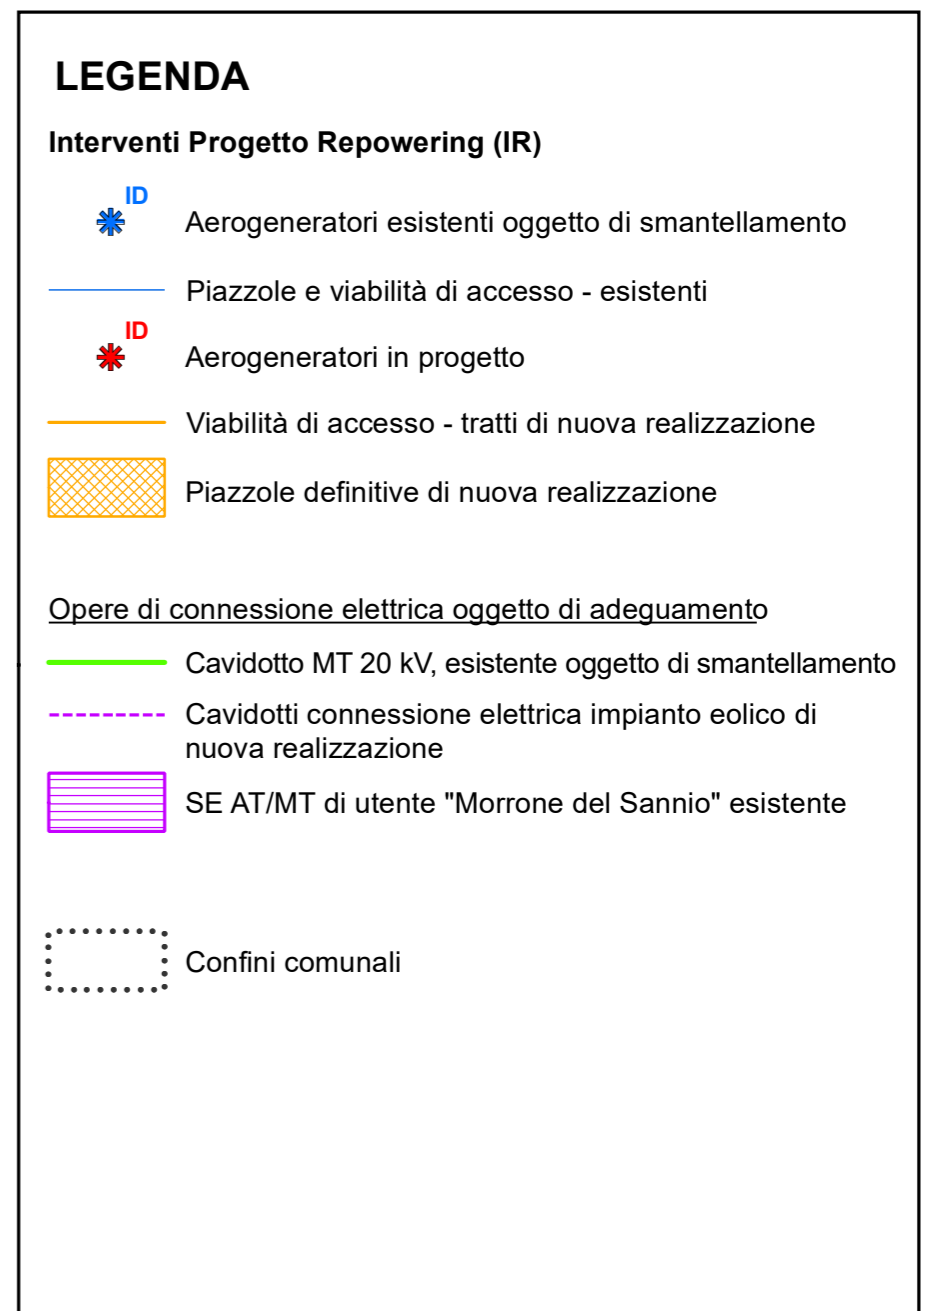 LEGENDA
Interventi Progetto Repowering (IR)
ID
Aerogeneratori esistenti oggetto di smantellamento
Piazzole e viabilità di accesso - esistenti
ID
Aerogeneratori in progetto
Viabilità di accesso - tratti di nuova realizzazione
Piazzole definitive di nuova realizzazione
Opere di connessione elettrica oggetto di adeguamento
Cavidotto MT 20 kV, esistente oggetto di smantellamento
Cavidotti connessione elettrica impianto eolico di
nuova realizzazione
SE AT/MT di utente "Morrone del Sannio" esistente
Confini comunali